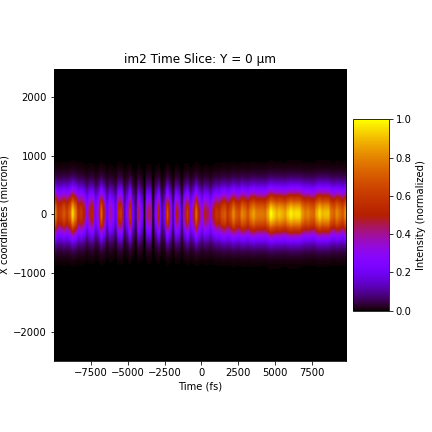 im2 Time Slice: Y = 0 μm
2000
1000
0
−1000
−2000
X coordinates (microns)
−7500 −5000 −2500 0 2500 5000 7500
Time (fs)
1.0
0.8
0.6
0.4
0.2
0.0
Intensity (normalized)